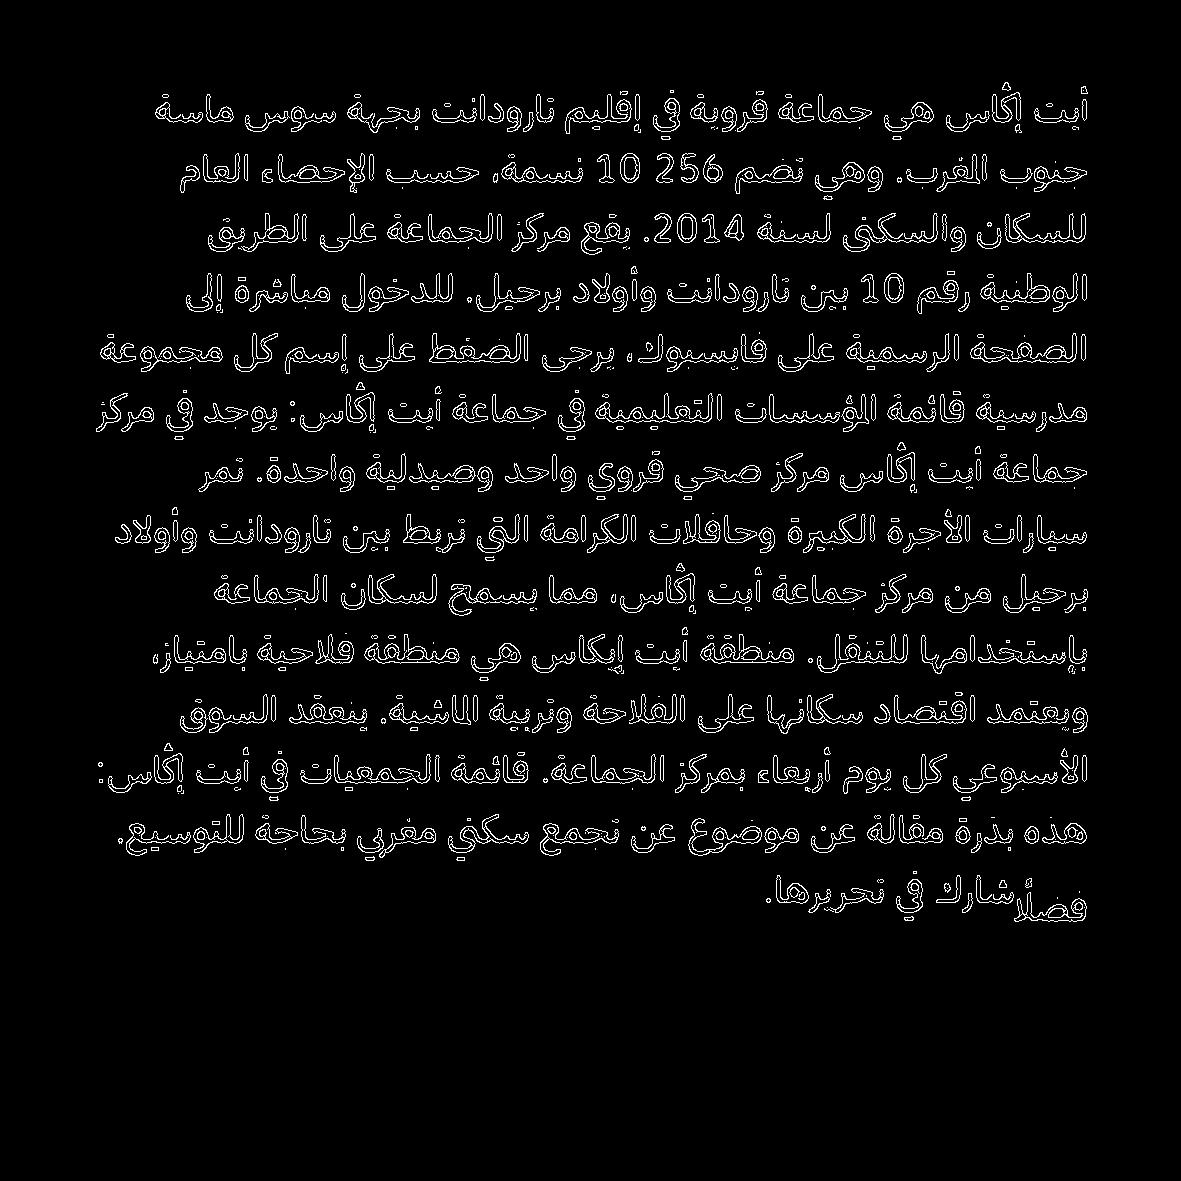 أيت إڭاس هي جماعة قروية في إقليم تارودانت بجهة سوس ماسة
جنوب المغرب. وهي تضم 256 10 نسمة، حسب الإحصاء العام
للسكان والسكنى لسنة 2014. يقع مركز الجماعة على الطريق
الوطنية رقم 10 بين تارودانت وأولاد برحيل. للدخول مباشرة إلى
الصفحة الرسمية على فايسبوك، يرجى الضغط على إسم كل مجموعة
مدرسية قائمة المؤسسات التعليمية في جماعة أيت إڭاس: يوجد في مركز
جماعة أيت إڭاس مركز صحي قروي واحد وصيدلية واحدة. تمر
سيارات الأجرة الكبيرة وحافلات الكرامة التي تربط بين تارودانت وأولاد
برحيل من مركز جماعة أيت إڭاس، مما يسمح لسكان الجماعة
بإستخدامها للتنقل. منطقة أيت إيكاس هي منطقة فلاحية بامتياز،
ويعتمد اقتصاد سكانها على الفلاحة وتربية الماشية. ينعقد السوق
الأسبوعي كل يوم أربعاء بمركز الجماعة. قائمة الجمعيات في أيت إڭاس:
هذه بذرة مقالة عن موضوع عن تجمع سكني مغربي بحاجة للتوسيع.
فضلًا شارك في تحريرها.